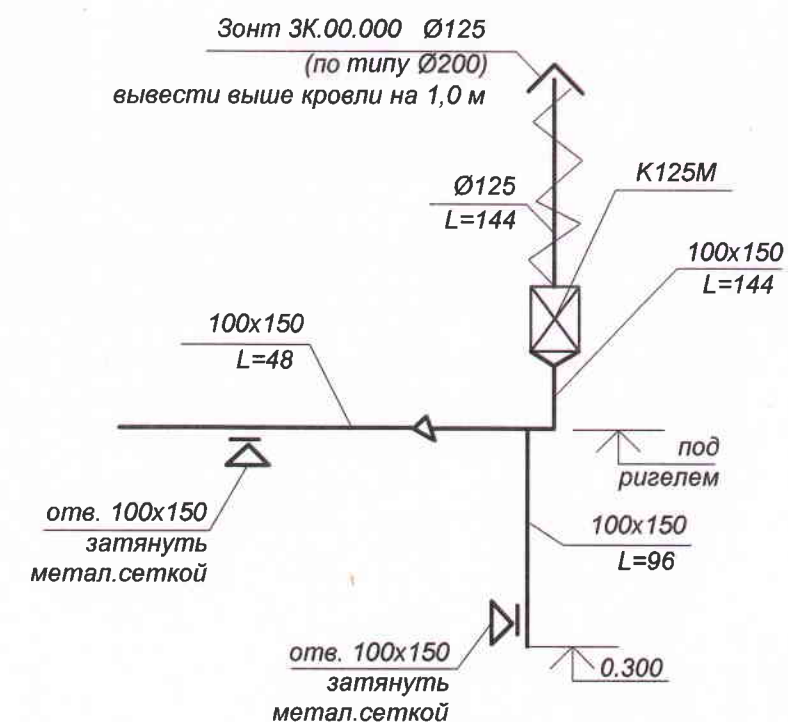 Зонт ЗК.00.000 Ø125
(по типу Ø200)
вывести выше кровли на 1,0 м
Ø125
L=144
К125М
100х150
L=144
100х150
L=48
под
ригелем
отв. 100х150
затянуть
метал.сеткой
100х150
L=96
отв. 100х150
затянуть
метал.сеткой
0.300